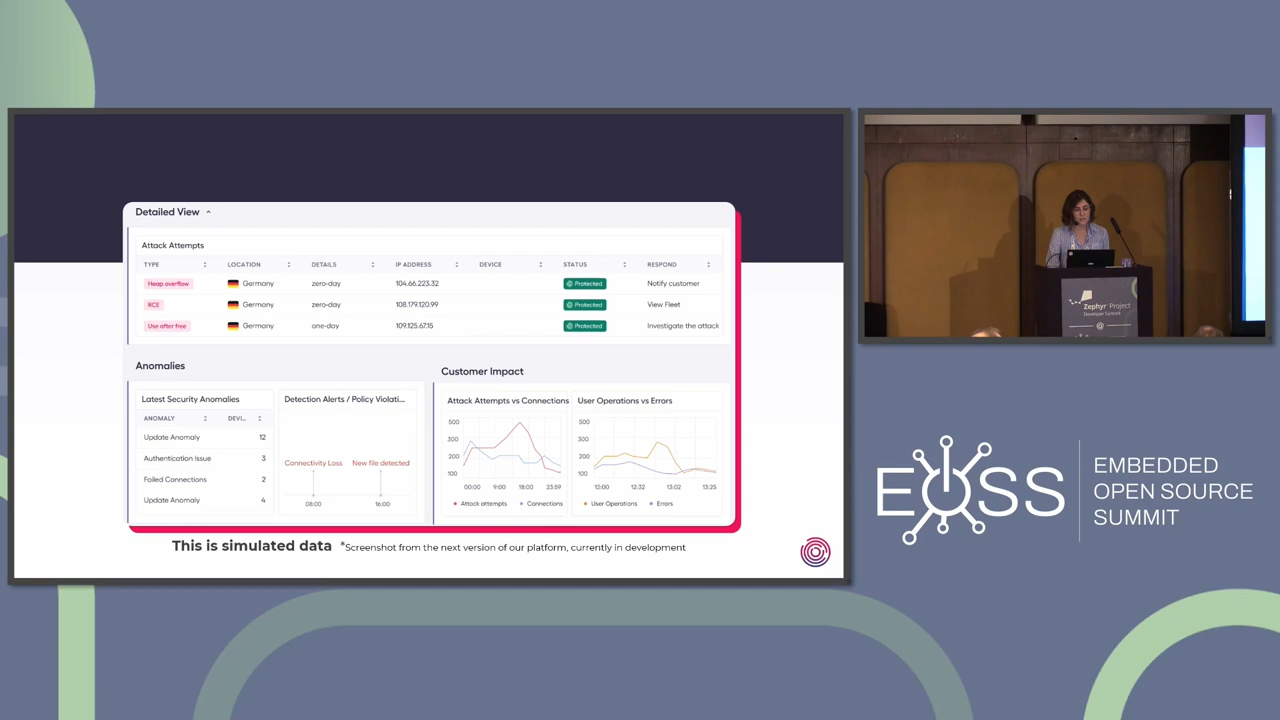 Detailed View
Attack Attempts
TYPE LOCATION DETAILS IP ADDRESS DEVICE STATUS RESPOND
Heap overflow Germany zero-day 104.66.223.32 Protected Notify customer
RCE Germany zero-day 108.179.120.99 Protected View Fleet
Use after free Germany one-day 109.125.67.15 Protected Investigate the attack
Anomalies
Customer Impact
Latest Security Anomalies
ANOMALY DEVI...
Update Anomaly 12
Authentication Issue 3
Foiled Connections 2
Update Anomaly 4
Detection Alerts / Policy Violati...
Connectivity Loss New file detected
08:00 16:00
Attack Attempts vs Connections
500
300
200
100
00:00 9:00 18:00 23:59
Attack attempts Connections
User Operations vs Errors
500
300
200
100
12:00 12:32 13:02 13:25
User Operations Errors
This is simulated data *Screenshot from the next version of our platform, currently in development
Zephyr Project
Developer Summit
EOSS
EMBEDDED
OPEN SOURCE
SUMMIT